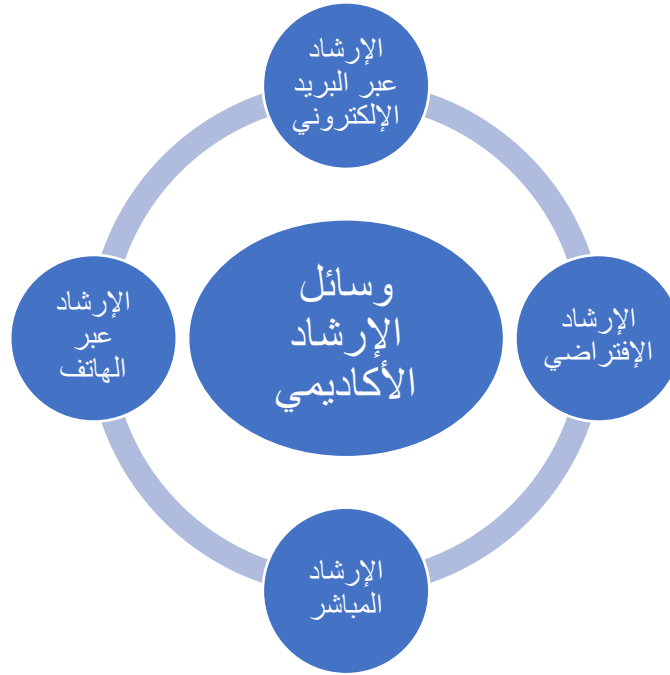 الإرشاد
عبر البريد
الإلكتروني
الإرشاد
الإفتراضي
وسائل
الإرشاد
الأكاديمي
الإرشاد
عبر
الهاتف
الإرشاد
المباشر